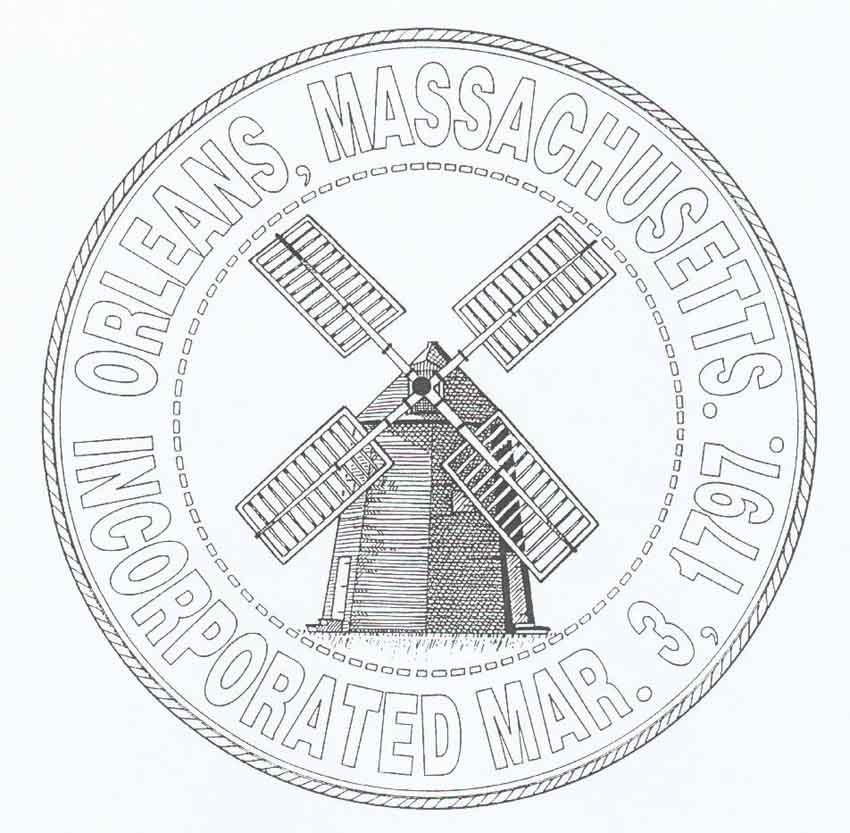 ORLEANS, MASSACHUSETTS.
INCORPORATED MAR. 3, 1797.